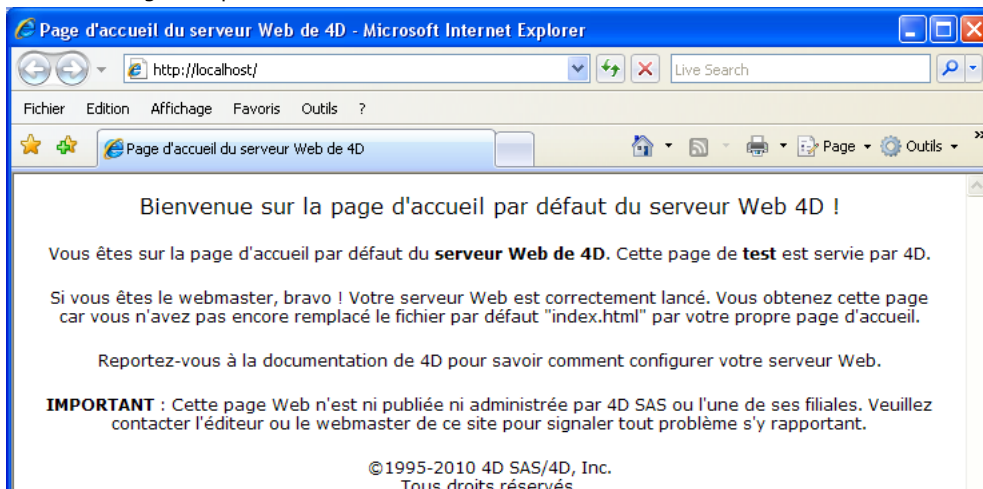 Page d'accueil du serveur Web de 4D - Microsoft Internet Explorer
http://localhost/
Live Search
Fichier Edition Affichage Favoris Outils ?
Page d'accueil du serveur Web de 4D
Page Outils »
Bienvenue sur la page d'accueil par défaut du serveur Web 4D !
Vous êtes sur la page d'accueil par défaut du serveur Web de 4D. Cette page de test est servie par 4D.
Si vous êtes le webmaster, bravo ! Votre serveur Web est correctement lancé. Vous obtenez cette page
car vous n'avez pas encore remplacé le fichier par défaut "index.html" par votre propre page d'accueil.
Reportez-vous à la documentation de 4D pour savoir comment configurer votre serveur Web.
IMPORTANT : Cette page Web n'est ni publiée ni administrée par 4D SAS ou l'une de ses filiales. Veuillez
contacter l'éditeur ou le webmaster de ce site pour signaler tout problème s'y rapportant.
©1995-2010 4D SAS/4D, Inc.
Tous droits réservés